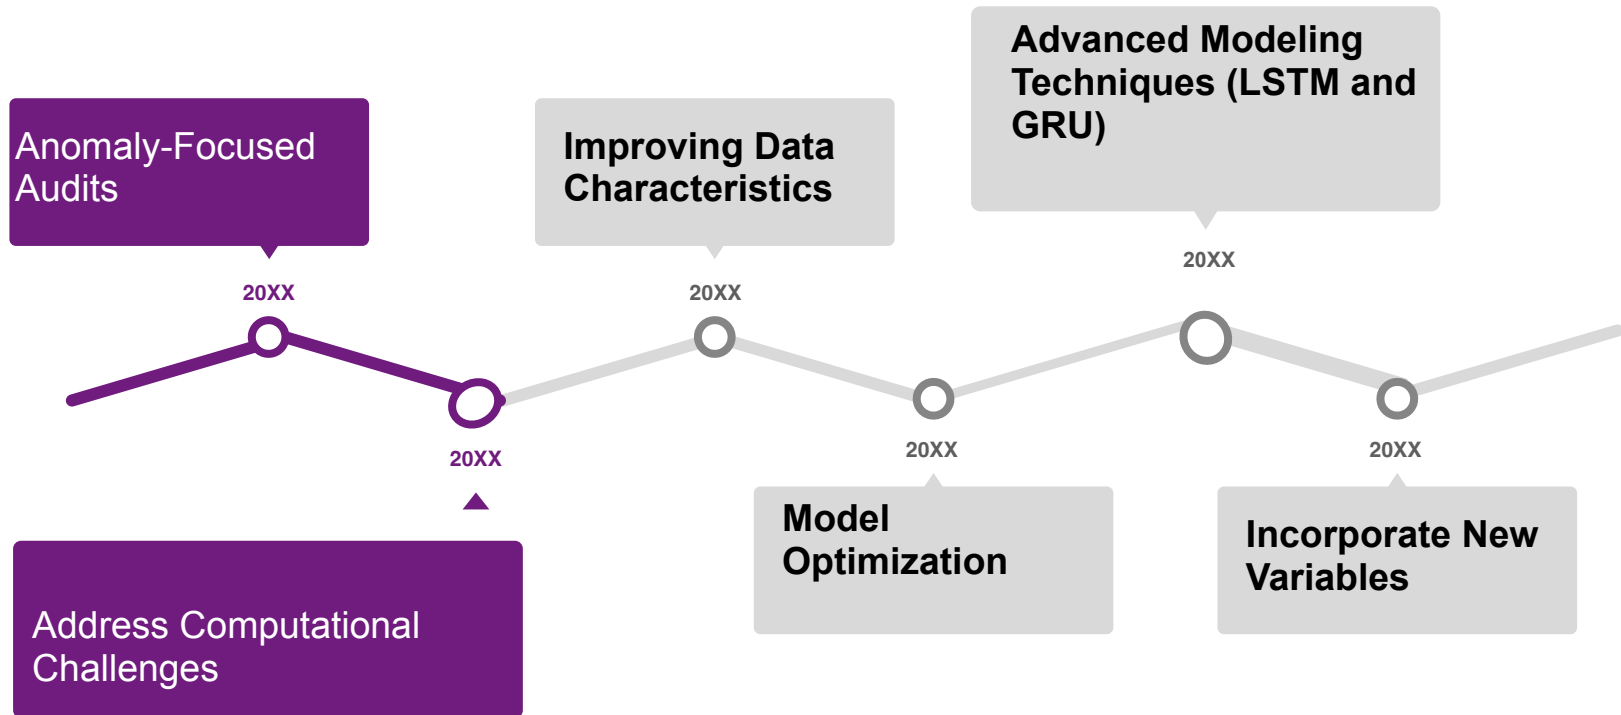 Anomaly-Focused
Audits
20XX
20XX
Address Computational
Challenges
Improving Data
Characteristics
20XX
20XX
Model
Optimization
Advanced Modeling
Techniques (LSTM and
GRU)
20XX
20XX
Incorporate New
Variables